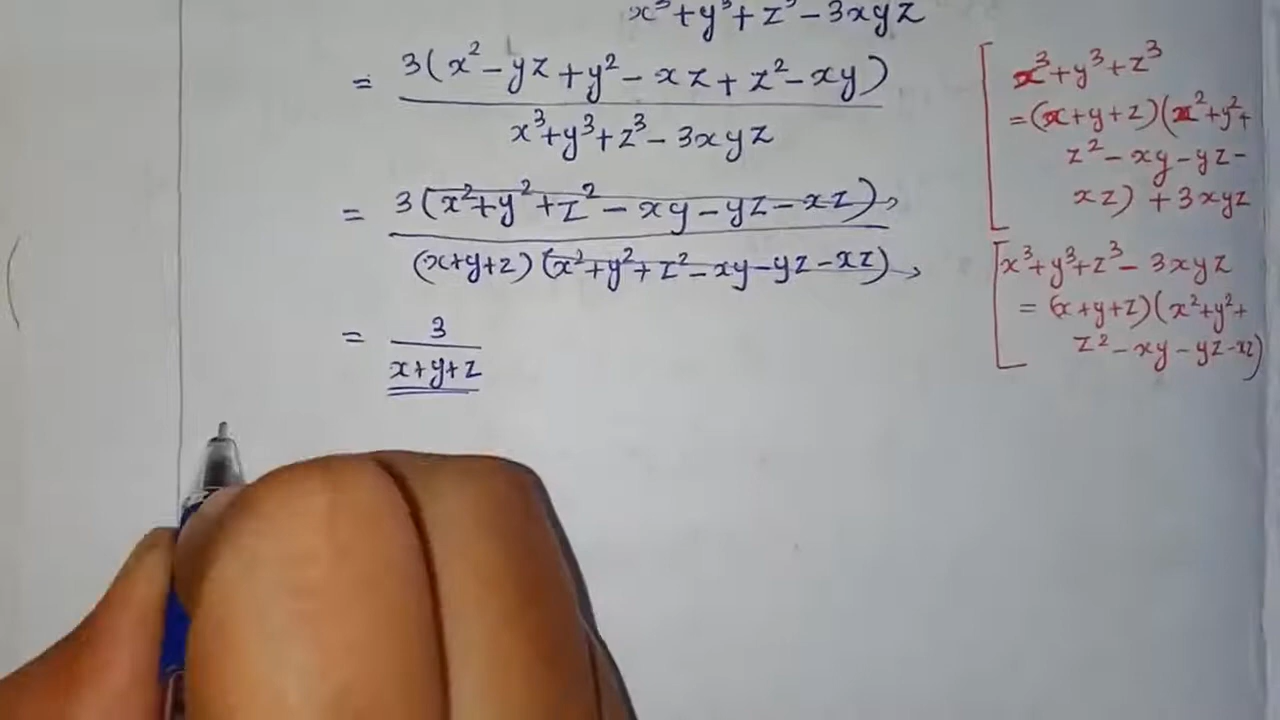 x³+y³+z³-3xyz
= 3(x²-yz+y²-xz+z²-xy)
x³+y³+z³-3xyz
= 3(x²+y²+z²-xy-yz-xz)
(x+y+z)(x²+y²+z²-xy-yz-xz)
= 3
x+y+z
x³+y³+z³
=(x+y+z)(x²+y²+
z²-xy-yz-
xz)+3xyz
x³+y³+z³-3xyz
= (x+y+z)(x²+y²+
z²-xy-yz-xz)